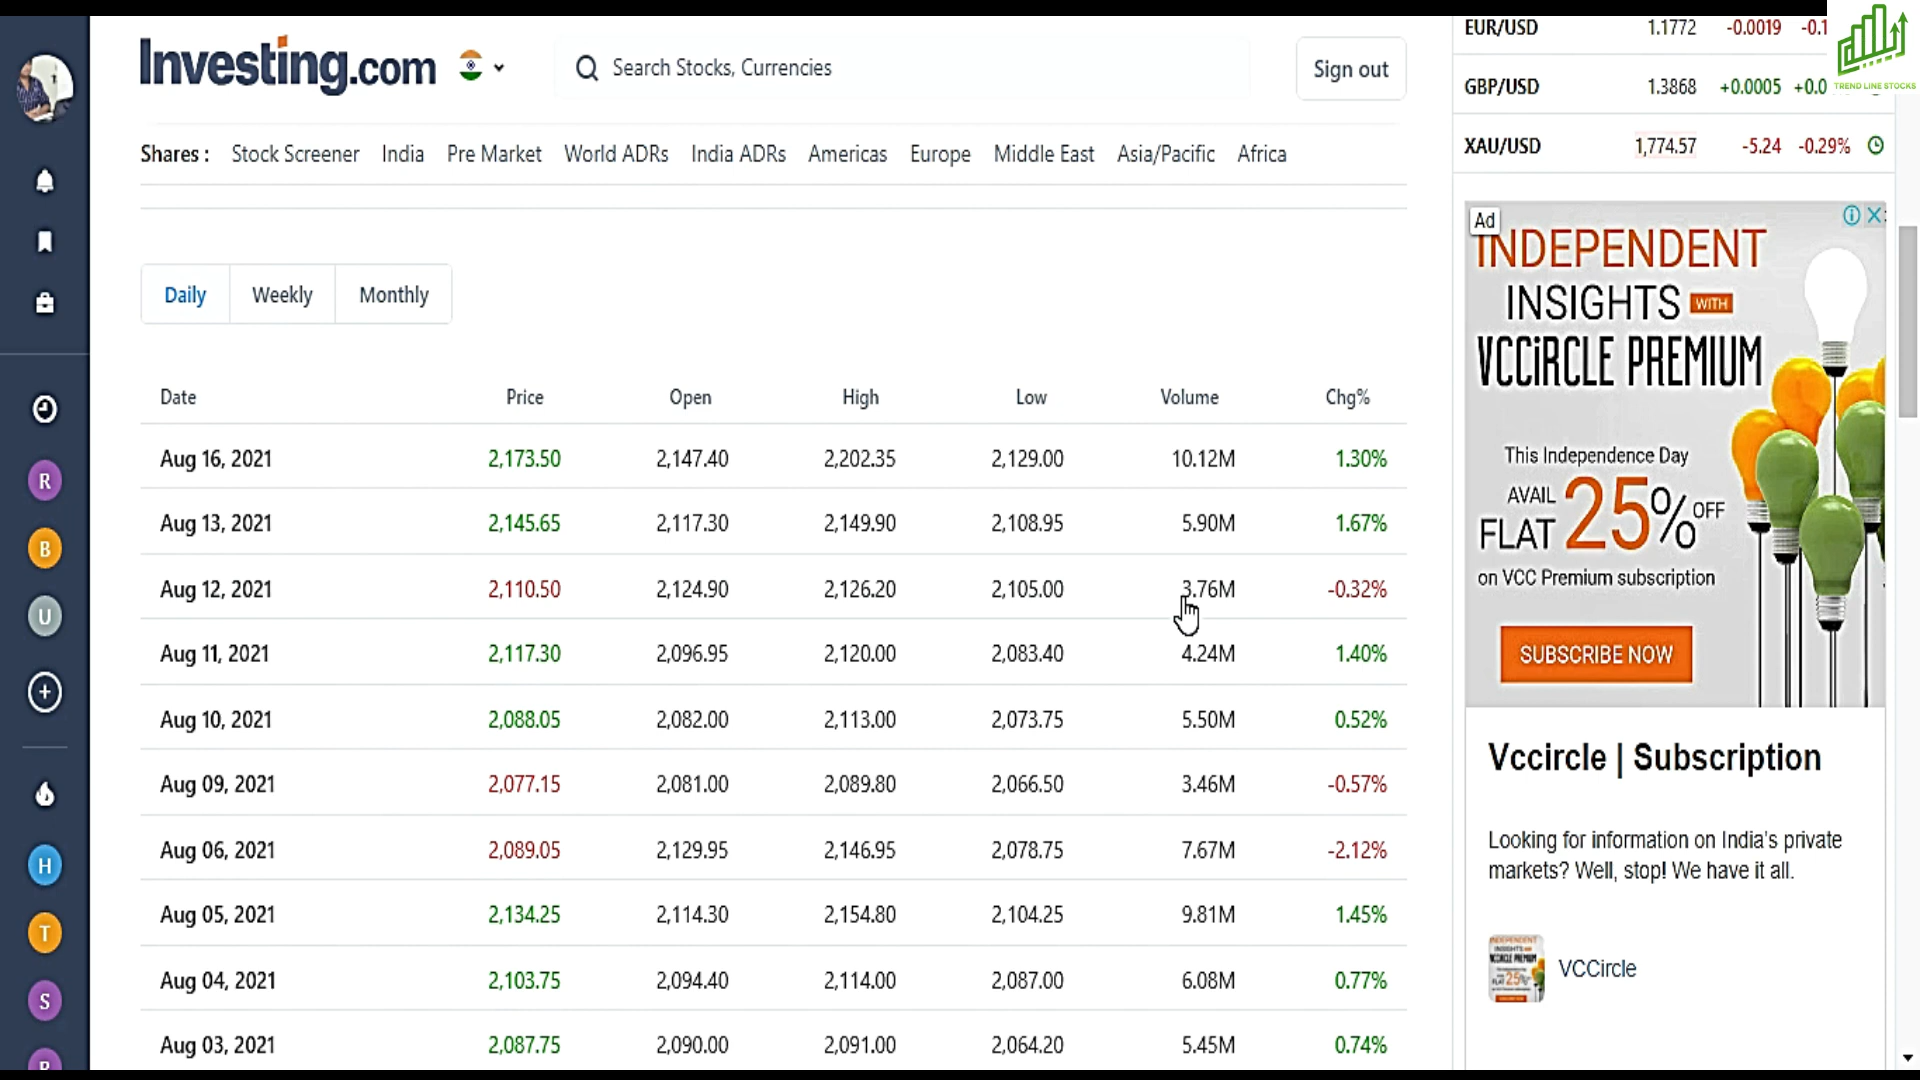 Investing.com
Search Stocks, Currencies
Sign out
Shares : Stock Screener India Pre Market World ADRs India ADRs Americas Europe Middle East Asia/Pacific Africa
Daily Weekly Monthly
Date Price Open High Low Volume Chg%
Aug 16, 2021 2,173.50 2,147.40 2,202.35 2,129.00 10.12M 1.30%
Aug 13, 2021 2,145.65 2,117.30 2,149.90 2,108.95 5.90M 1.67%
Aug 12, 2021 2,110.50 2,124.90 2,126.20 2,105.00 3.76M -0.32%
Aug 11, 2021 2,117.30 2,096.95 2,120.00 2,083.40 4.24M 1.40%
Aug 10, 2021 2,088.05 2,082.00 2,113.00 2,073.75 5.50M 0.52%
Aug 09, 2021 2,077.15 2,081.00 2,089.80 2,066.50 3.46M -0.57%
Aug 06, 2021 2,089.05 2,129.95 2,146.95 2,078.75 7.67M -2.12%
Aug 05, 2021 2,134.25 2,114.30 2,154.80 2,104.25 9.81M 1.45%
Aug 04, 2021 2,103.75 2,094.40 2,114.00 2,087.00 6.08M 0.77%
Aug 03, 2021 2,087.75 2,090.00 2,091.00 2,064.20 5.45M 0.74%
R
B
U
H
T
S
EUR/USD 1.1772 -0.0019 -0.1
GBP/USD 1.3868 +0.0005 +0.0
XAU/USD 1,774.57 -5.24 -0.29%
TREND LINE STOCKS
Ad
INDEPENDENT
INSIGHTS WITH
VCCiRCLE PREMIUM
This Independence Day
AVAIL
FLAT 25% OFF
on VCC Premium subscription
SUBSCRIBE NOW
Vccircle | Subscription
Looking for information on India's private
markets? Well, stop! We have it all.
VCCircle